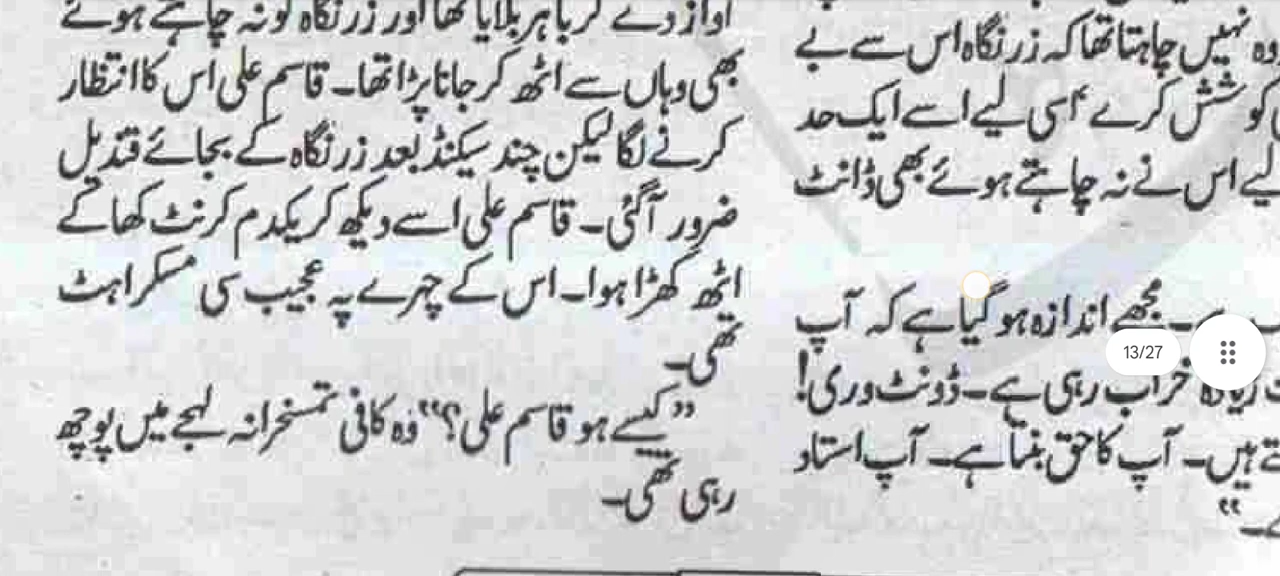 وہ نہیں چاہتا تھا کہ زرنگاہ اس سے بے
کوشش کرے اسی لیے اسے ایک حد
لیے اس نے نہ چاہتے ہوئے بھی ڈانٹ
مجھے اندازہ ہو گیا ہے کہ آپ
زیادہ خراب رہی ہے۔ ڈونٹ وری!
ہیں۔ آپ کا حق بنتا ہے۔ آپ استاد
آواز دے کر باہر بلایا تھا اور زرنگاہ کو نہ چاہتے ہوئے
بھی وہاں سے اٹھ کر جانا پڑا تھا۔ قاسم علی اس کا انتظار
کرنے لگا لیکن چند سیکنڈ بعد زرنگاہ کے بجائے قندیل
ضرور آگئی۔ قاسم علی اسے دیکھ کر یکدم کرنٹ کھا کے
اٹھ کھڑا ہوا۔ اس کے چہرے پہ عجیب سی مسکراہٹ
تھی۔
”کیسے ہو قاسم علی؟“ وہ کافی تمسخرانہ لہجے میں پوچھ
رہی تھی۔
13/27